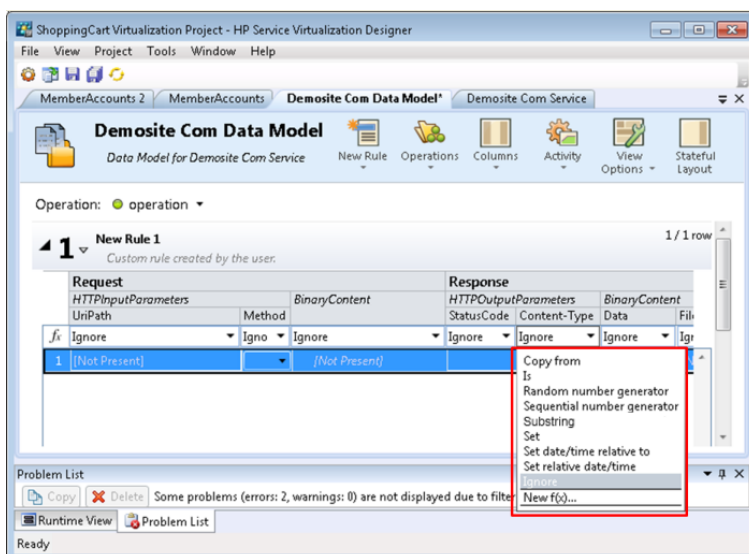 ShoppingCart Virtualization Project - HP Service Virtualization Designer
File View Project Tools Window Help
MemberAccounts 2 MemberAccounts Demosite Com Data Model* Demosite Com Service
Demosite Com Data Model
Data Model for Demosite Com Service
New Rule Operations Columns Activity View Options Stateful Layout
Operation: operation
1 New Rule 1 1 / 1 row
Custom rule created by the user.
Request Response
HTTPInputParameters BinaryContent HTTPOutputParameters BinaryContent
UriPath Method StatusCode Content-Type Data File
fx Ignore Igno Ignore Ignore Ignore Ignore Igr
1 [Not Present] [Not Present]
Copy from
Is
Random number generator
Sequential number generator
Substring
Set
Set date/time relative to
Set relative date/time
Ignore
New f(x)...
Problem List
Copy Delete Some problems (errors: 2, warnings: 0) are not displayed due to filte
Runtime View Problem List
Ready